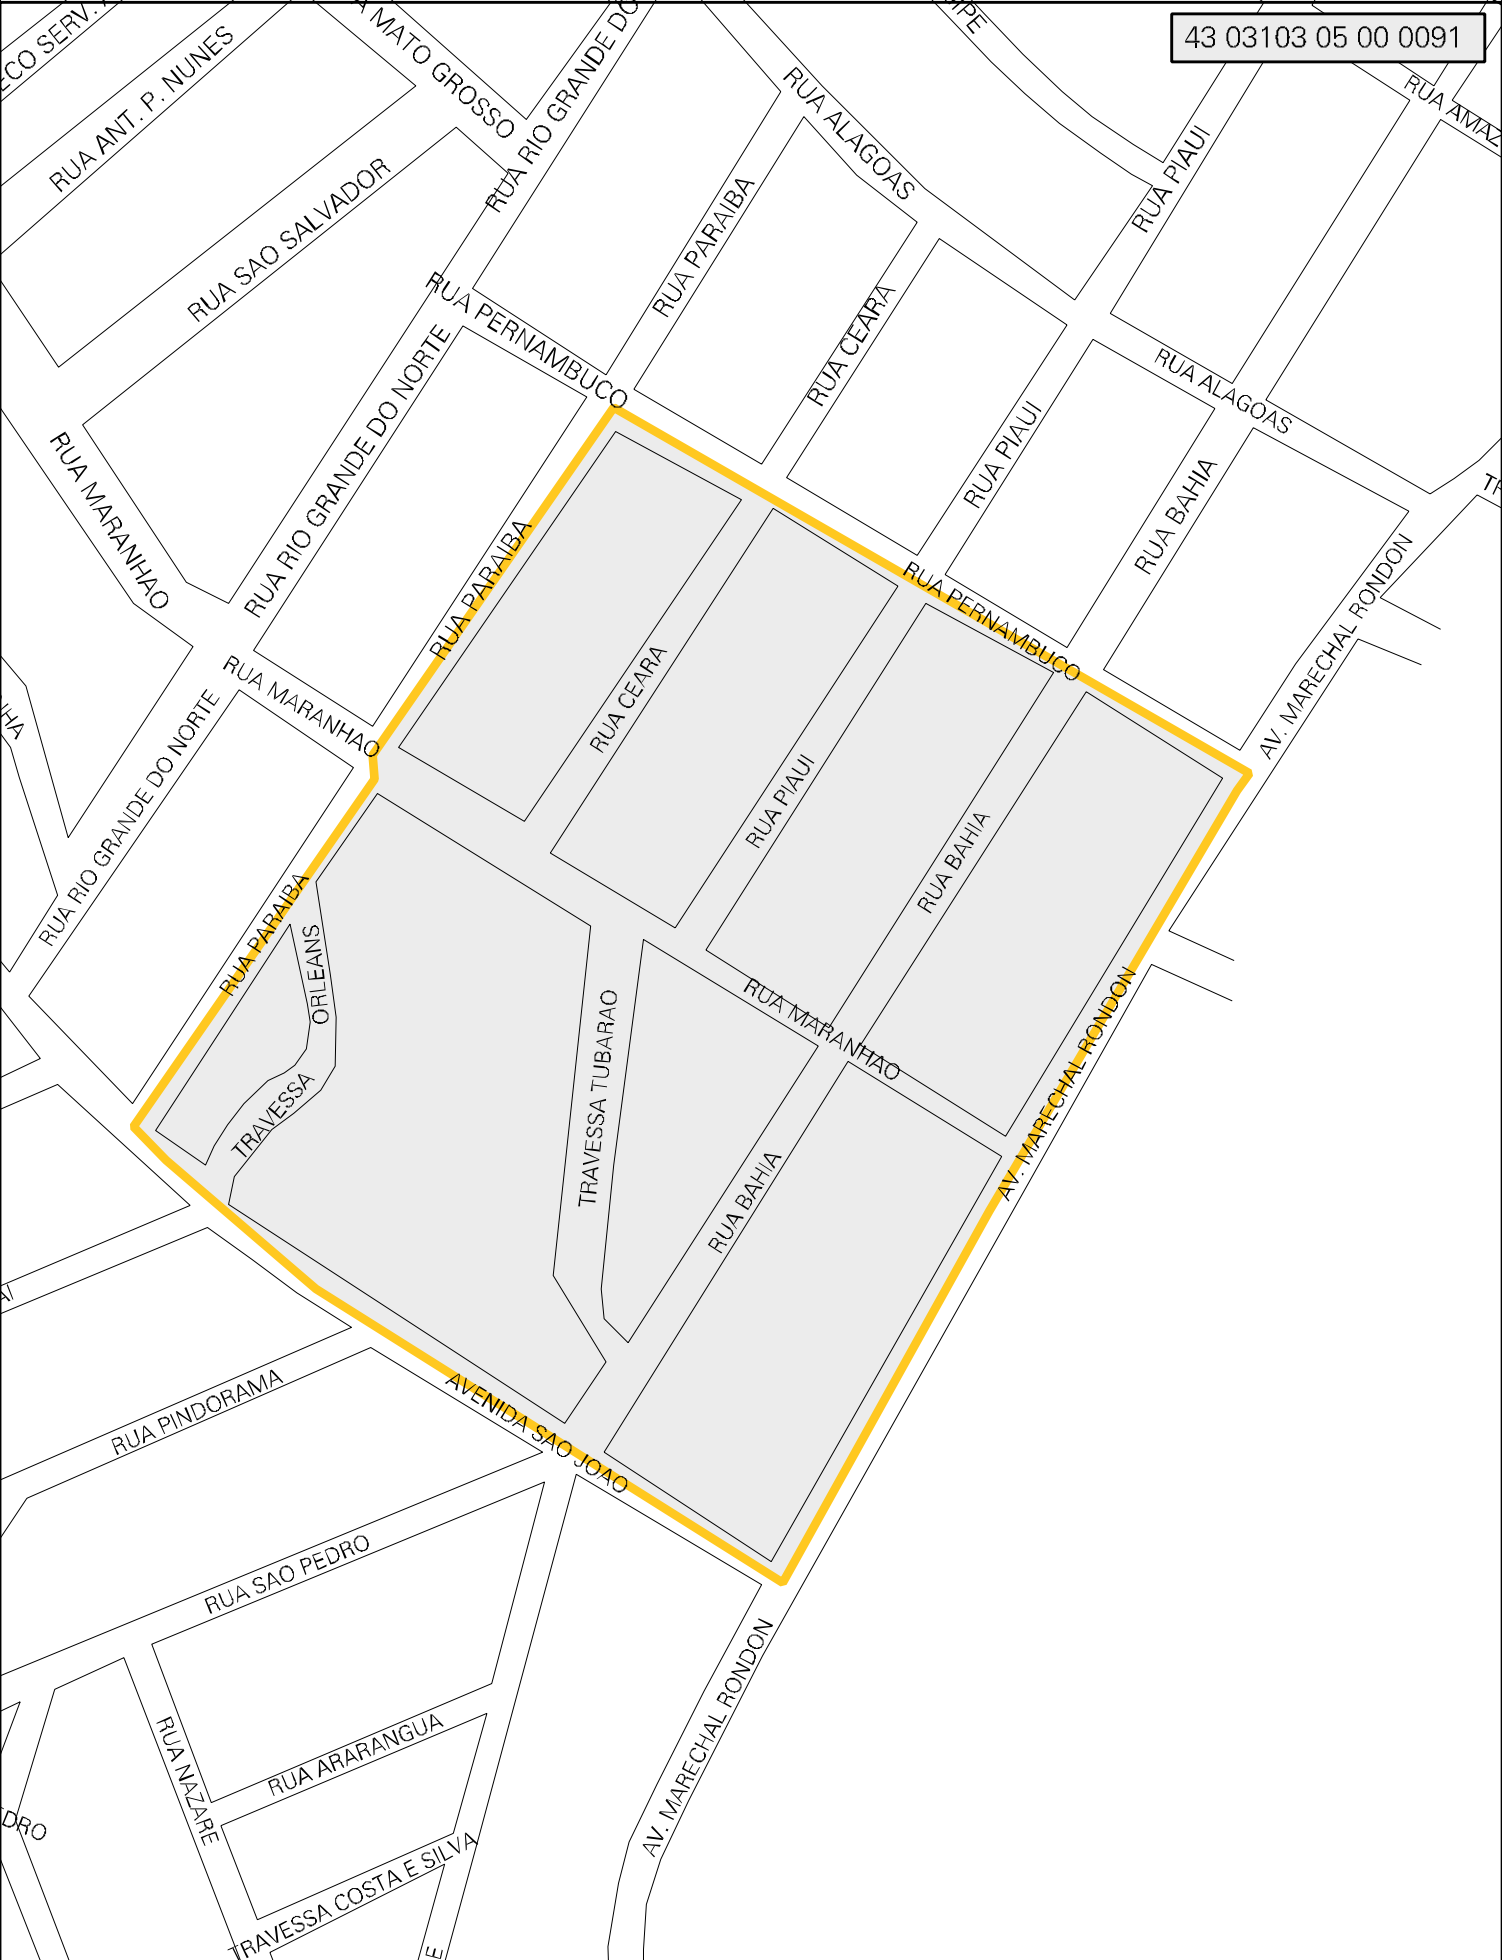 43 03103 05 00 0091
RUA ANT. P. NUNES
MATO GROSSO
RUA RIO GRANDE DO
RUA ALAGOAS
RUA PIAUI
RUA SAO SALVADOR
RUA PARAIBA
RUA PERNAMBUCO
RUA CEARA
RUA ALAGOAS
RUA RIO GRANDE DO NORTE
RUA PIAUI
RUA BAHIA
RUA MARANHAO
RUA PARAIBA
RUA PERNAMBUCO
AV. MARECHAL RONDON
RUA MARANHAO
RUA CEARA
RUA RIO GRANDE DO NORTE
RUA PIAUI
RUA BAHIA
RUA PARAIBA
TRAVESSA ORLEANS
TRAVESSA TUBARAO
RUA MARANHAO
AV. MARECHAL RONDON
RUA BAHIA
RUA PINDORAMA
AVENIDA SAO JOAO
RUA SAO PEDRO
AV. MARECHAL RONDON
RUA NAZARE
RUA ARARANGUA
DRO
TRAVESSA COSTA E SILVA